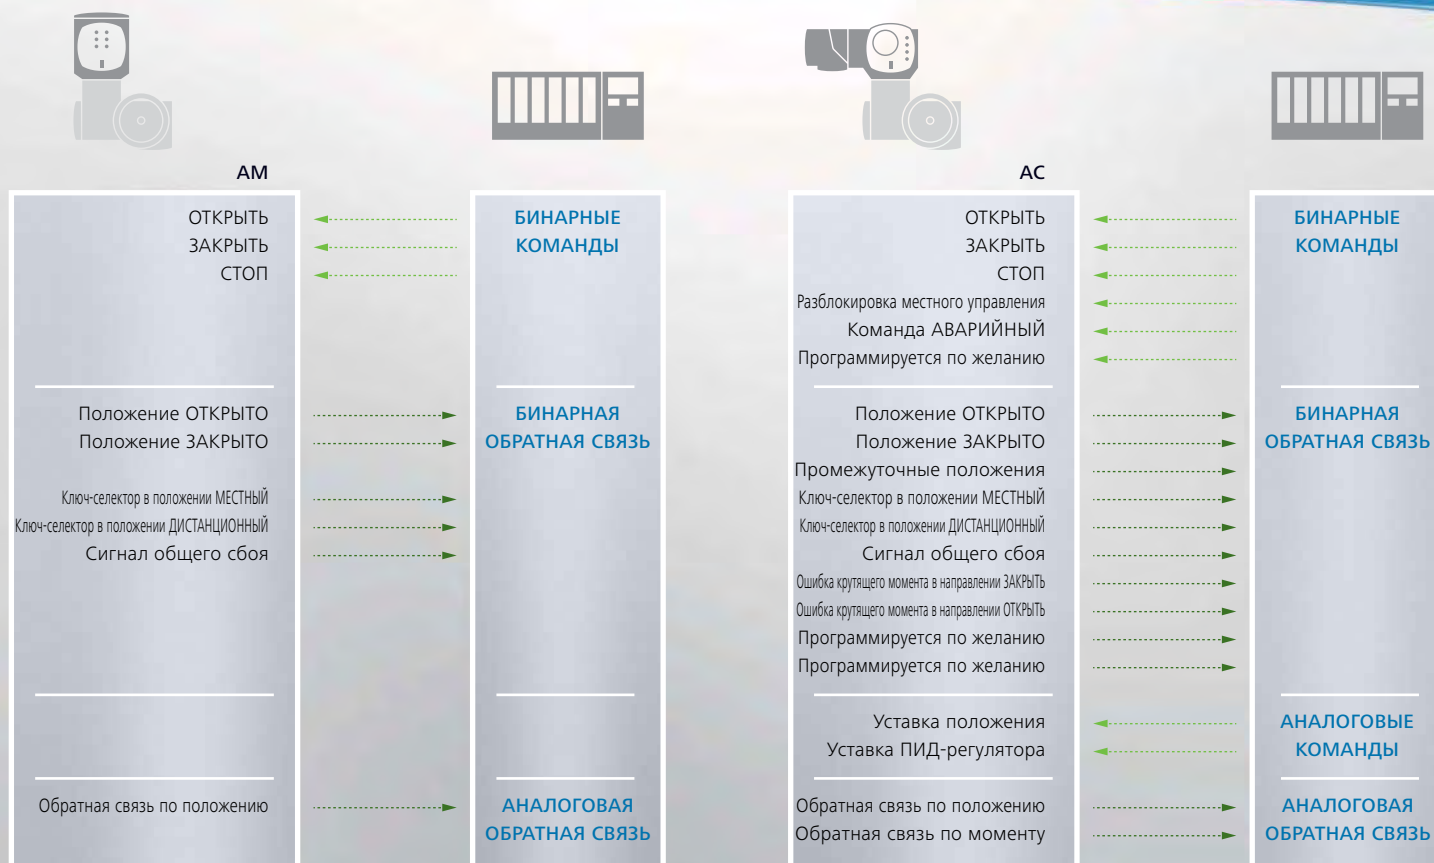 AM
ОТКРЫТЬ
ЗАКРЫТЬ
СТОП
БИНАРНЫЕ
КОМАНДЫ
Положение ОТКРЫТО
Положение ЗАКРЫТО
Ключ-селектор в положении МЕСТНЫЙ
Ключ-селектор в положении ДИСТАНЦИОННЫЙ
Сигнал общего сбоя
БИНАРНАЯ
ОБРАТНАЯ СВЯЗЬ
Обратная связь по положению
АНАЛОГОВАЯ
ОБРАТНАЯ СВЯЗЬ
AC
ОТКРЫТЬ
ЗАКРЫТЬ
СТОП
Разблокировка местного управления
Команда АВАРИЙНЫЙ
Программируется по желанию
БИНАРНЫЕ
КОМАНДЫ
Положение ОТКРЫТО
Положение ЗАКРЫТО
Промежуточные положения
Ключ-селектор в положении МЕСТНЫЙ
Ключ-селектор в положении ДИСТАНЦИОННЫЙ
Сигнал общего сбоя
Ошибка крутящего момента в направлении ЗАКРЫТЬ
Ошибка крутящего момента в направлении ОТКРЫТЬ
Программируется по желанию
Программируется по желанию
БИНАРНАЯ
ОБРАТНАЯ СВЯЗЬ
Уставка положения
Уставка ПИД-регулятора
АНАЛОГОВЫЕ
КОМАНДЫ
Обратная связь по положению
Обратная связь по моменту
АНАЛОГОВАЯ
ОБРАТНАЯ СВЯЗЬ